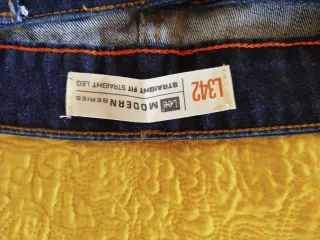 L342
Lee MODERN SERIES
STRAIGHT FIT STRAIGHT LEG